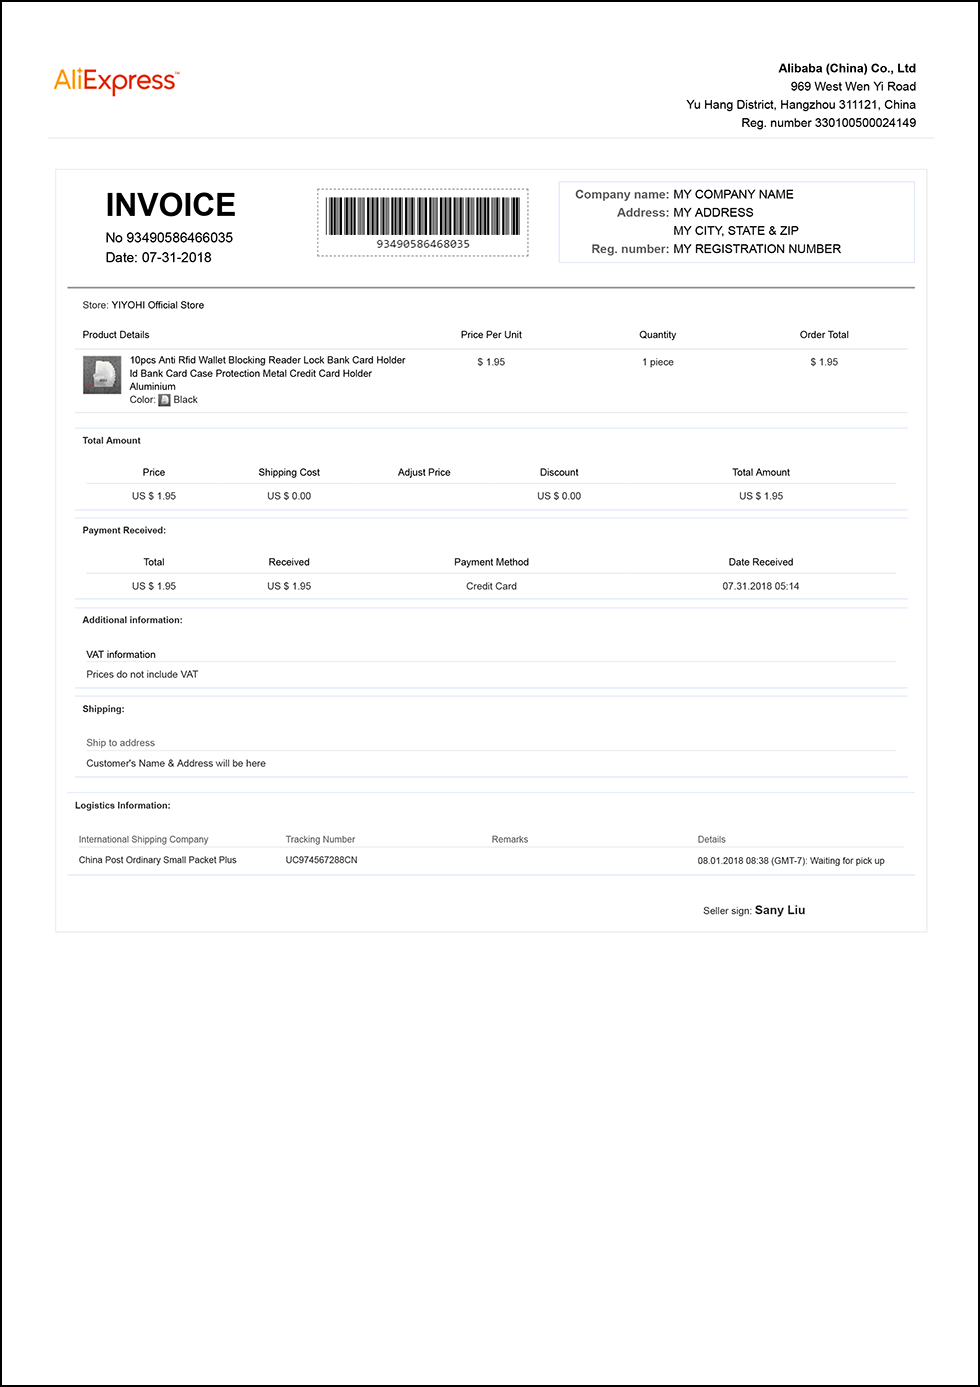 AliExpress™
Alibaba (China) Co., Ltd
969 West Wen Yi Road
Yu Hang District, Hangzhou 311121, China
Reg. number 330100500024149
INVOICE
No 93490586466035
Date: 07-31-2018
93490586468035
Company name: MY COMPANY NAME
Address: MY ADDRESS
MY CITY, STATE & ZIP
Reg. number: MY REGISTRATION NUMBER
Store: YIYOHI Official Store
Product Details Price Per Unit Quantity Order Total
10pcs Anti Rfid Wallet Blocking Reader Lock Bank Card Holder $ 1.95 1 piece $ 1.95
Id Bank Card Case Protection Metal Credit Card Holder
Aluminium
Color: Black
Total Amount
Price Shipping Cost Adjust Price Discount Total Amount
US $ 1.95 US $ 0.00 US $ 0.00 US $ 1.95
Payment Received:
Total Received Payment Method Date Received
US $ 1.95 US $ 1.95 Credit Card 07.31.2018 05:14
Additional information:
VAT information
Prices do not include VAT
Shipping:
Ship to address
Customer's Name & Address will be here
Logistics Information:
International Shipping Company Tracking Number Remarks Details
China Post Ordinary Small Packet Plus UC974567288CN 08.01.2018 08:38 (GMT-7): Waiting for pick up
Seller sign: Sany Liu